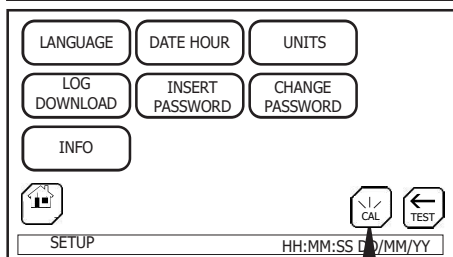 LANGUAGE DATE HOUR UNITS
LOG DOWNLOAD INSERT PASSWORD CHANGE PASSWORD
INFO
CAL TEST
SETUP HH:MM:SS DD/MM/YY